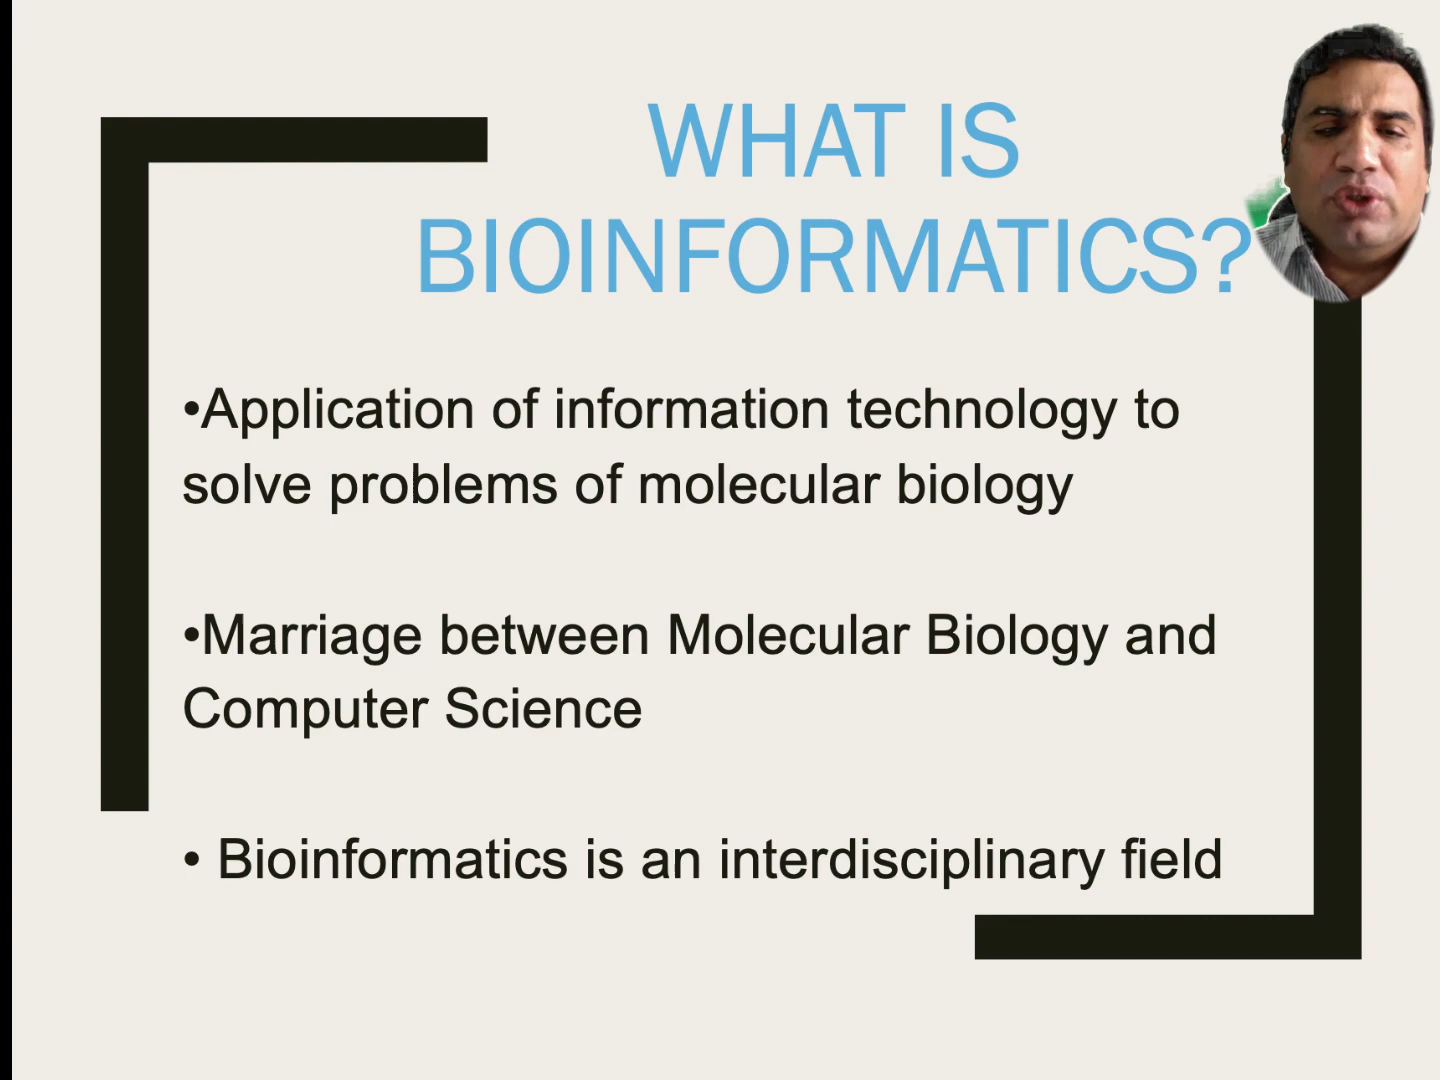 WHAT IS
BIOINFORMATICS?
•Application of information technology to
solve problems of molecular biology
•Marriage between Molecular Biology and
Computer Science
• Bioinformatics is an interdisciplinary field